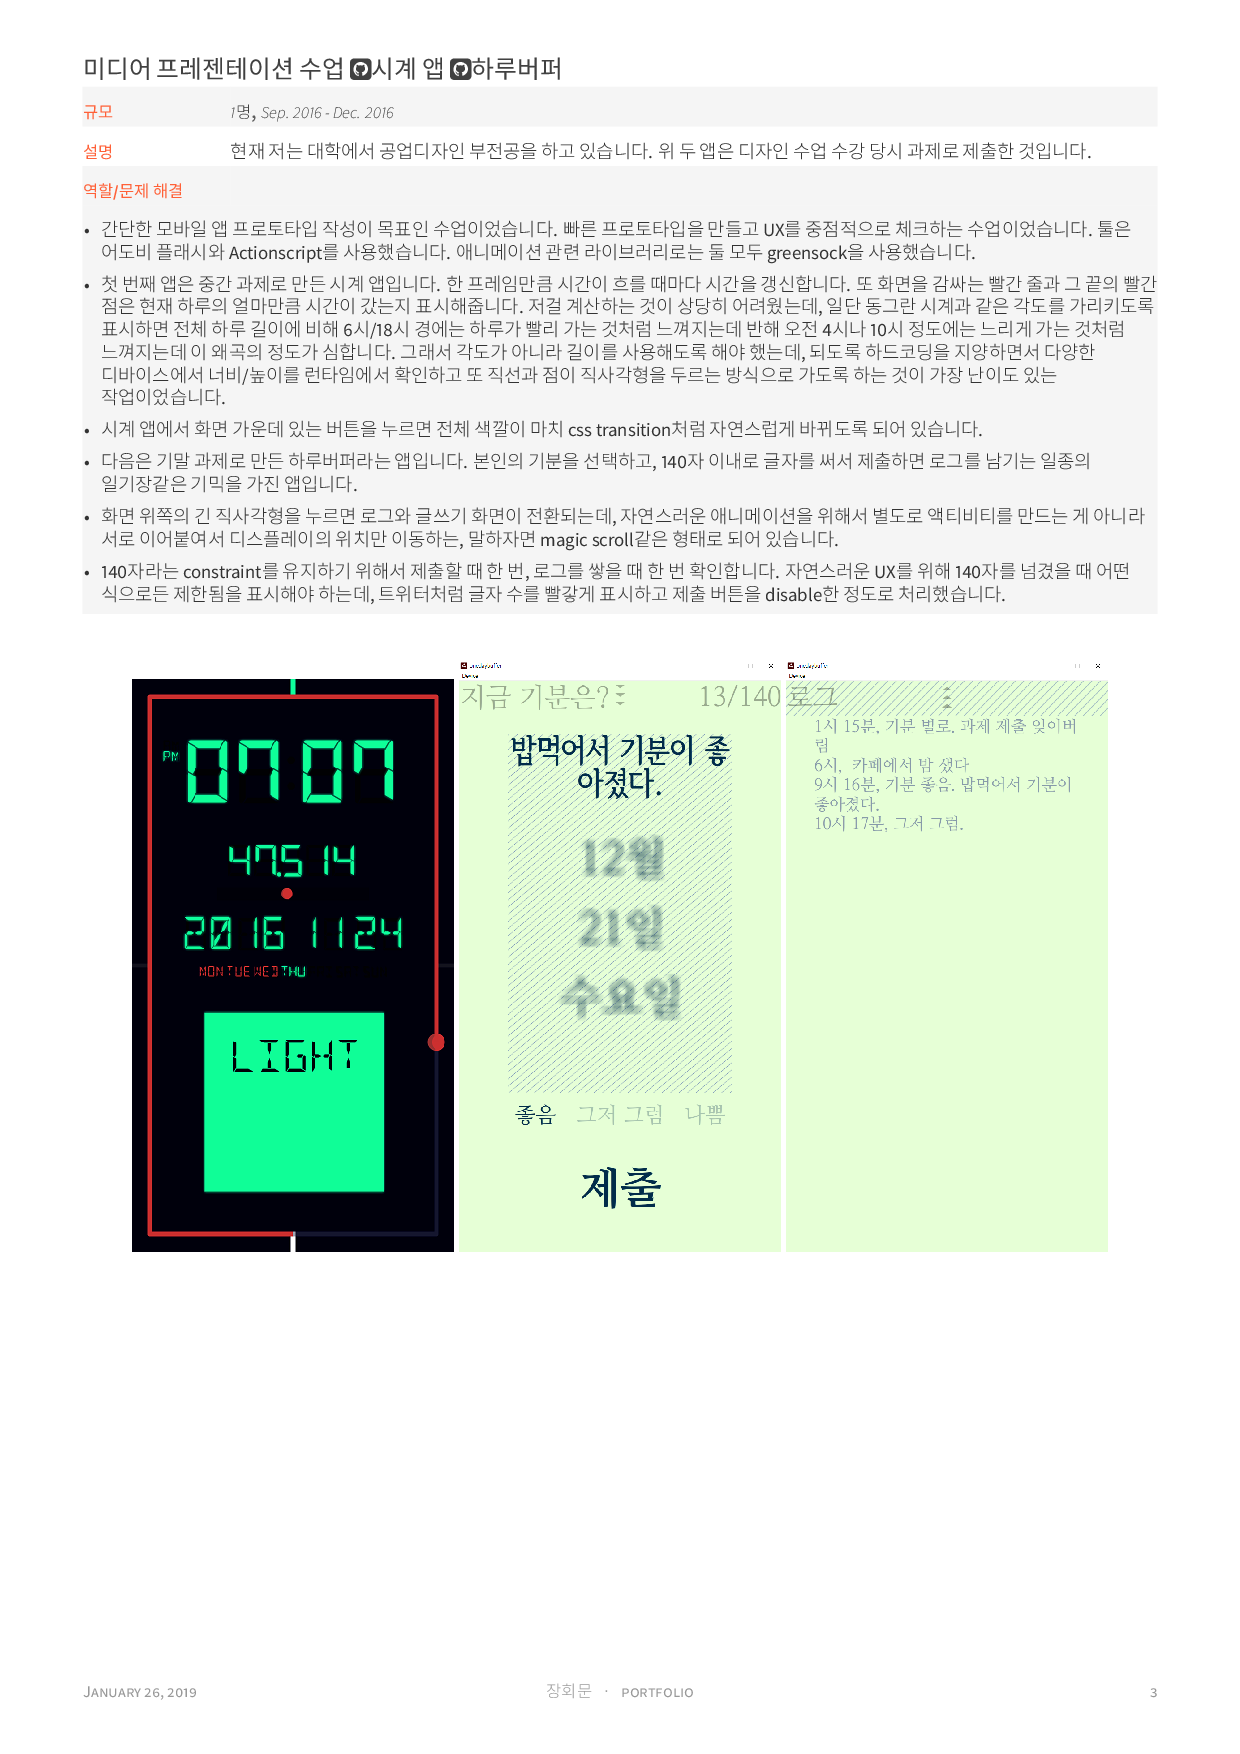 미디어 프레젠테이션 수업 시계 앱 하루버퍼
규모 1명, Sep. 2016 - Dec. 2016
설명 현재 저는 대학에서 공업디자인 부전공을 하고 있습니다. 위 두 앱은 디자인 수업 수강 당시 과제로 제출한 것입니다.
역할/문제 해결
• 간단한 모바일 앱 프로토타입 작성이 목표인 수업이었습니다. 빠른 프로토타입을 만들고 UX를 중점적으로 체크하는 수업이었습니다. 툴은
어도비 플래시와 Actionscript를 사용했습니다. 애니메이션 관련 라이브러리로는 둘 모두 greensock을 사용했습니다.
• 첫 번째 앱은 중간 과제로 만든 시계 앱입니다. 한 프레임만큼 시간이 흐를 때마다 시간을 갱신합니다. 또 화면을 감싸는 빨간 줄과 그 끝의 빨간
점은 현재 하루의 얼마만큼 시간이 갔는지 표시해줍니다. 저걸 계산하는 것이 상당히 어려웠는데, 일단 동그란 시계과 같은 각도를 가리키도록
표시하면 전체 하루 길이에 비해 6시/18시 경에는 하루가 빨리 가는 것처럼 느껴지는데 반해 오전 4시나 10시 정도에는 느리게 가는 것처럼
느껴지는데 이 왜곡의 정도가 심합니다. 그래서 각도가 아니라 길이를 사용해도록 해야 했는데, 되도록 하드코딩을 지양하면서 다양한
디바이스에서 너비/높이를 런타임에서 확인하고 또 직선과 점이 직사각형을 두르는 방식으로 가도록 하는 것이 가장 난이도 있는
작업이었습니다.
• 시계 앱에서 화면 가운데 있는 버튼을 누르면 전체 색깔이 마치 css transition처럼 자연스럽게 바뀌도록 되어 있습니다.
• 다음은 기말 과제로 만든 하루버퍼라는 앱입니다. 본인의 기분을 선택하고, 140자 이내로 글자를 써서 제출하면 로그를 남기는 일종의
일기장같은 기믹을 가진 앱입니다.
• 화면 위쪽의 긴 직사각형을 누르면 로그와 글쓰기 화면이 전환되는데, 자연스러운 애니메이션을 위해서 별도로 액티비티를 만드는 게 아니라
서로 이어붙여서 디스플레이의 위치만 이동하는, 말하자면 magic scroll같은 형태로 되어 있습니다.
• 140자라는 constraint를 유지하기 위해서 제출할 때 한 번, 로그를 쌓을 때 한 번 확인합니다. 자연스러운 UX를 위해 140자를 넘겼을 때 어떤
식으로든 제한됨을 표시해야 하는데, 트위터처럼 글자 수를 빨갛게 표시하고 제출 버튼을 disable한 정도로 처리했습니다.
PM 07 07
47.5 14
2016 11 24
MON TUE WED THU
LIGHT
Device
지금 기분은? 13/140
밥먹어서 기분이 좋
아졌다.
12월
21일
수요일
좋음 그저 그럼 나쁨
제출
Device
로그
1시 15분, 기분 별로. 과제 제출 잊어버
림
6시, 카페에서 밤 샜다
9시 16분, 기분 좋음. 밥먹어서 기분이
좋아졌다.
10시 17분, 그저 그럼.
JANUARY 26, 2019 장회문 · PORTFOLIO 3